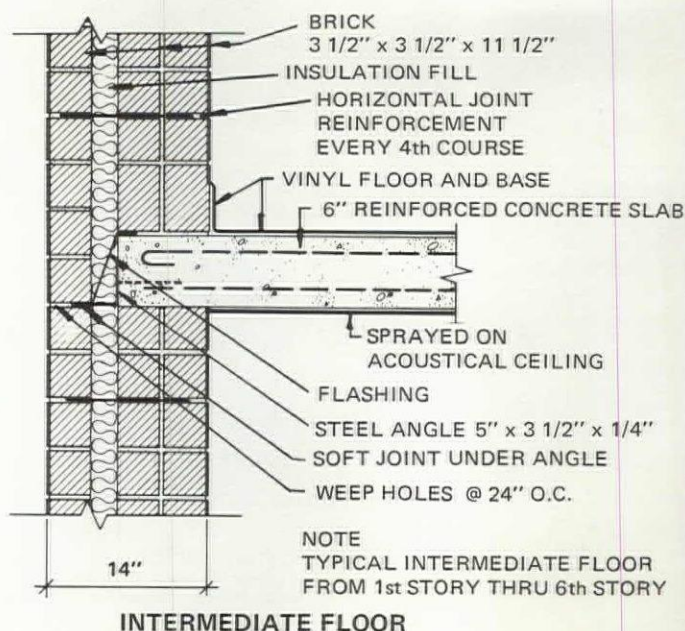 BRICK
3 1/2" x 3 1/2" x 11 1/2"
INSULATION FILL
HORIZONTAL JOINT
REINFORCEMENT
EVERY 4th COURSE
VINYL FLOOR AND BASE
6" REINFORCED CONCRETE SLAB
SPRAYED ON
ACOUSTICAL CEILING
FLASHING
STEEL ANGLE 5" x 3 1/2" x 1/4"
SOFT JOINT UNDER ANGLE
WEEP HOLES @ 24" O.C.
NOTE
TYPICAL INTERMEDIATE FLOOR
FROM 1st STORY THRU 6th STORY
14"
INTERMEDIATE FLOOR